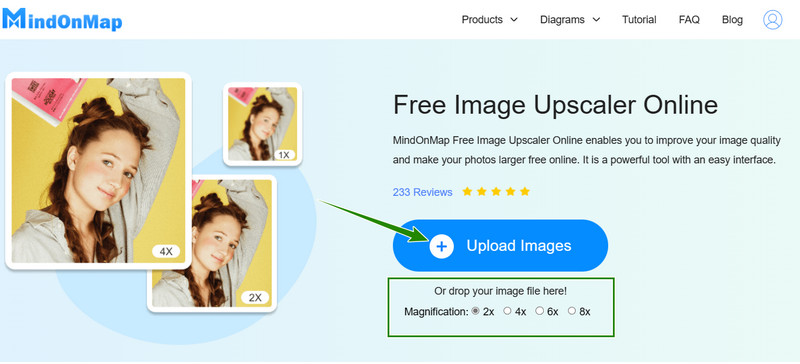 MindOnMap
Products Diagrams Tutorial FAQ Blog
1X
4X
2X
Free Image Upscaler Online
MindOnMap Free Image Upscaler Online enables you to improve your image quality
and make your photos larger free online. It is a powerful tool with an easy interface.
233 Reviews
Upload Images
Or drop your image file here!
Magnification: 2x 4x 6x 8x